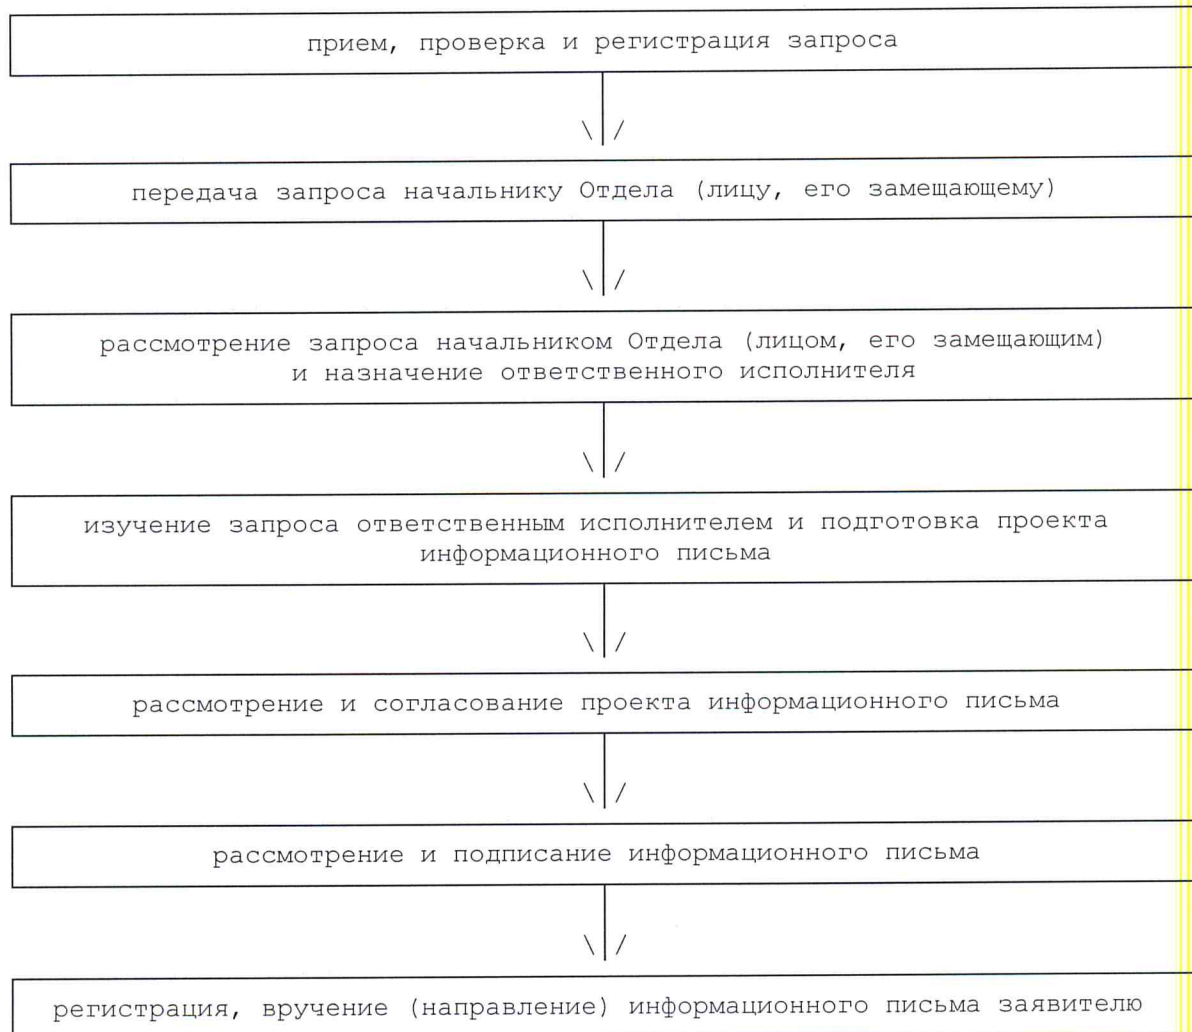 прием, проверка и регистрация запроса
передача запроса начальнику Отдела (лицу, его замещающему)
рассмотрение запроса начальником Отдела (лицом, его замещающим)
и назначение ответственного исполнителя
изучение запроса ответственным исполнителем и подготовка проекта
информационного письма
рассмотрение и согласование проекта информационного письма
рассмотрение и подписание информационного письма
регистрация, вручение (направление) информационного письма заявителю